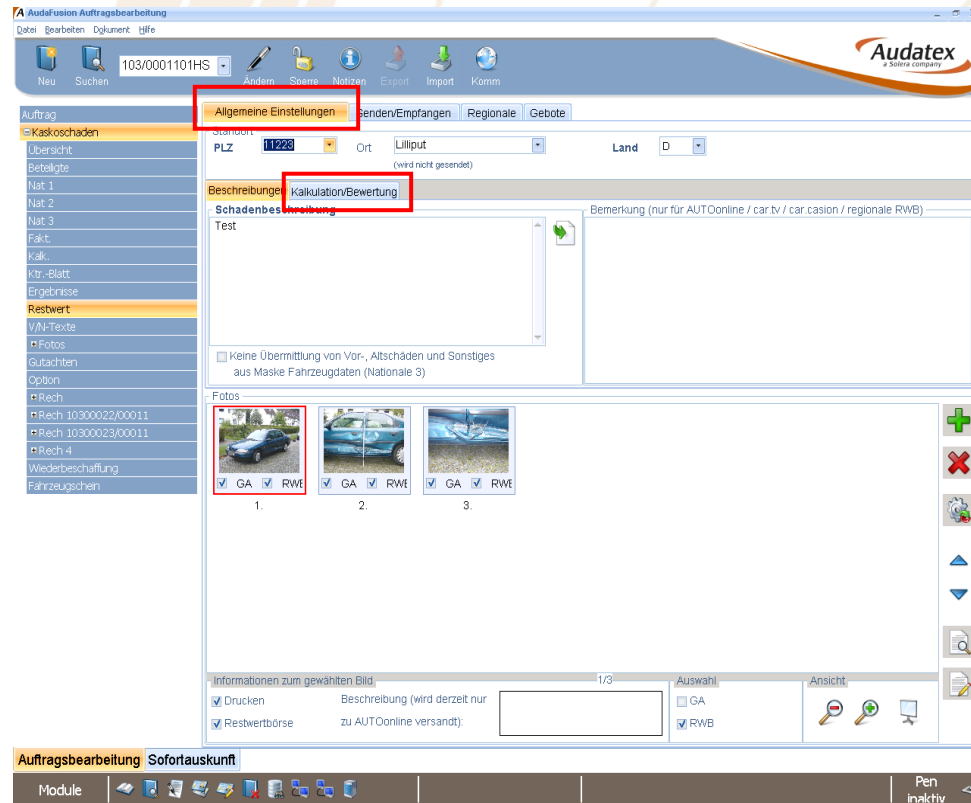 AudaFusion Auftragsbearbeitung
Datei Bearbeiten Dokument Hilfe
Neu Suchen 103/0001101HS Ändern Sperre Notizen Export Import Komm
Audatex
a Solera company
Auftrag
Kaskoschaden
Übersicht
Beteiligte
Nat 1
Nat 2
Nat 3
Fakt.
Kalk.
Ktr.-Blatt
Ergebnisse
Restwert
V/N-Texte
Fotos
Gutachten
Option
Rech
Rech 10300022/00011
Rech 10300023/00011
Rech 4
Wiederbeschaffung
Fahrzeugschein
Allgemeine Einstellungen Senden/Empfangen Regionale Gebote
Standort
PLZ 11223 Ort Lilliput Land D
(wird nicht gesendet)
Beschreibungen Kalkulation/Bewertung
Schadenbeschreibung
Test
Bemerkung (nur für AUTOonline / car.tv / car.casion / regionale RWB)
Keine Übermittlung von Vor-, Altschäden und Sonstiges
aus Maske Fahrzeugdaten (Nationale 3)
Fotos
GA RWB GA RWB GA RWB
1. 2. 3.
Informationen zum gewählten Bild 1/3 Auswahl Ansicht
Drucken Beschreibung (wird derzeit nur GA
Restwertbörse zu AUTOonline versandt): RWB
Auftragsbearbeitung Sofortauskunft
Module Pen
inaktiv